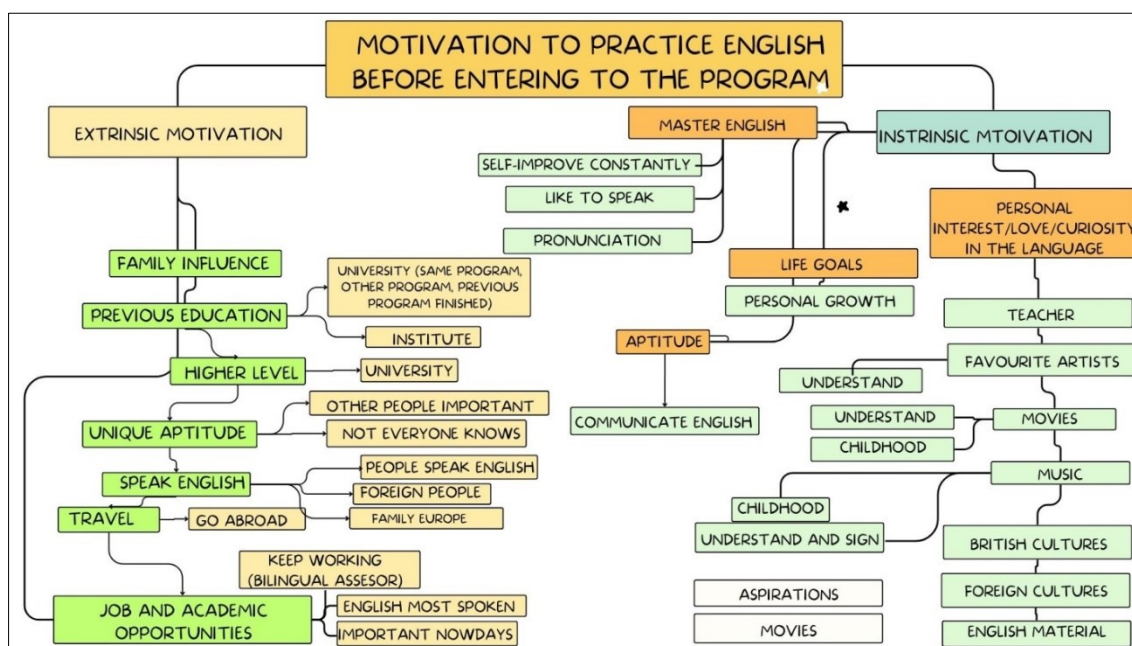 MOTIVATION TO PRACTICE ENGLISH
BEFORE ENTERING TO THE PROGRAM
EXTRINSIC MOTIVATION
FAMILY INFLUENCE
PREVIOUS EDUCATION
UNIVERSITY (SAME PROGRAM,
OTHER PROGRAM, PREVIOUS
PROGRAM FINISHED)
INSTITUTE
HIGHER LEVEL
UNIVERSITY
UNIQUE APTITUDE
OTHER PEOPLE IMPORTANT
NOT EVERYONE KNOWS
SPEAK ENGLISH
PEOPLE SPEAK ENGLISH
FOREIGN PEOPLE
FAMILY EUROPE
TRAVEL
GO ABROAD
JOB AND ACADEMIC
OPPORTUNITIES
KEEP WORKING
(BILINGUAL ASSESOR)
ENGLISH MOST SPOKEN
IMPORTANT NOWDAYS
INSTRINSIC MTOIVATION
MASTER ENGLISH
SELF-IMPROVE CONSTANTLY
LIKE TO SPEAK
PRONUNCIATION
LIFE GOALS
PERSONAL GROWTH
APTITUDE
COMMUNICATE ENGLISH
PERSONAL
INTEREST/LOVE/CURIOSITY
IN THE LANGUAGE
TEACHER
FAVOURITE ARTISTS
UNDERSTAND
MOVIES
UNDERSTAND
CHILDHOOD
MUSIC
CHILDHOOD
UNDERSTAND AND SIGN
BRITISH CULTURES
FOREIGN CULTURES
ENGLISH MATERIAL
ASPIRATIONS
MOVIES